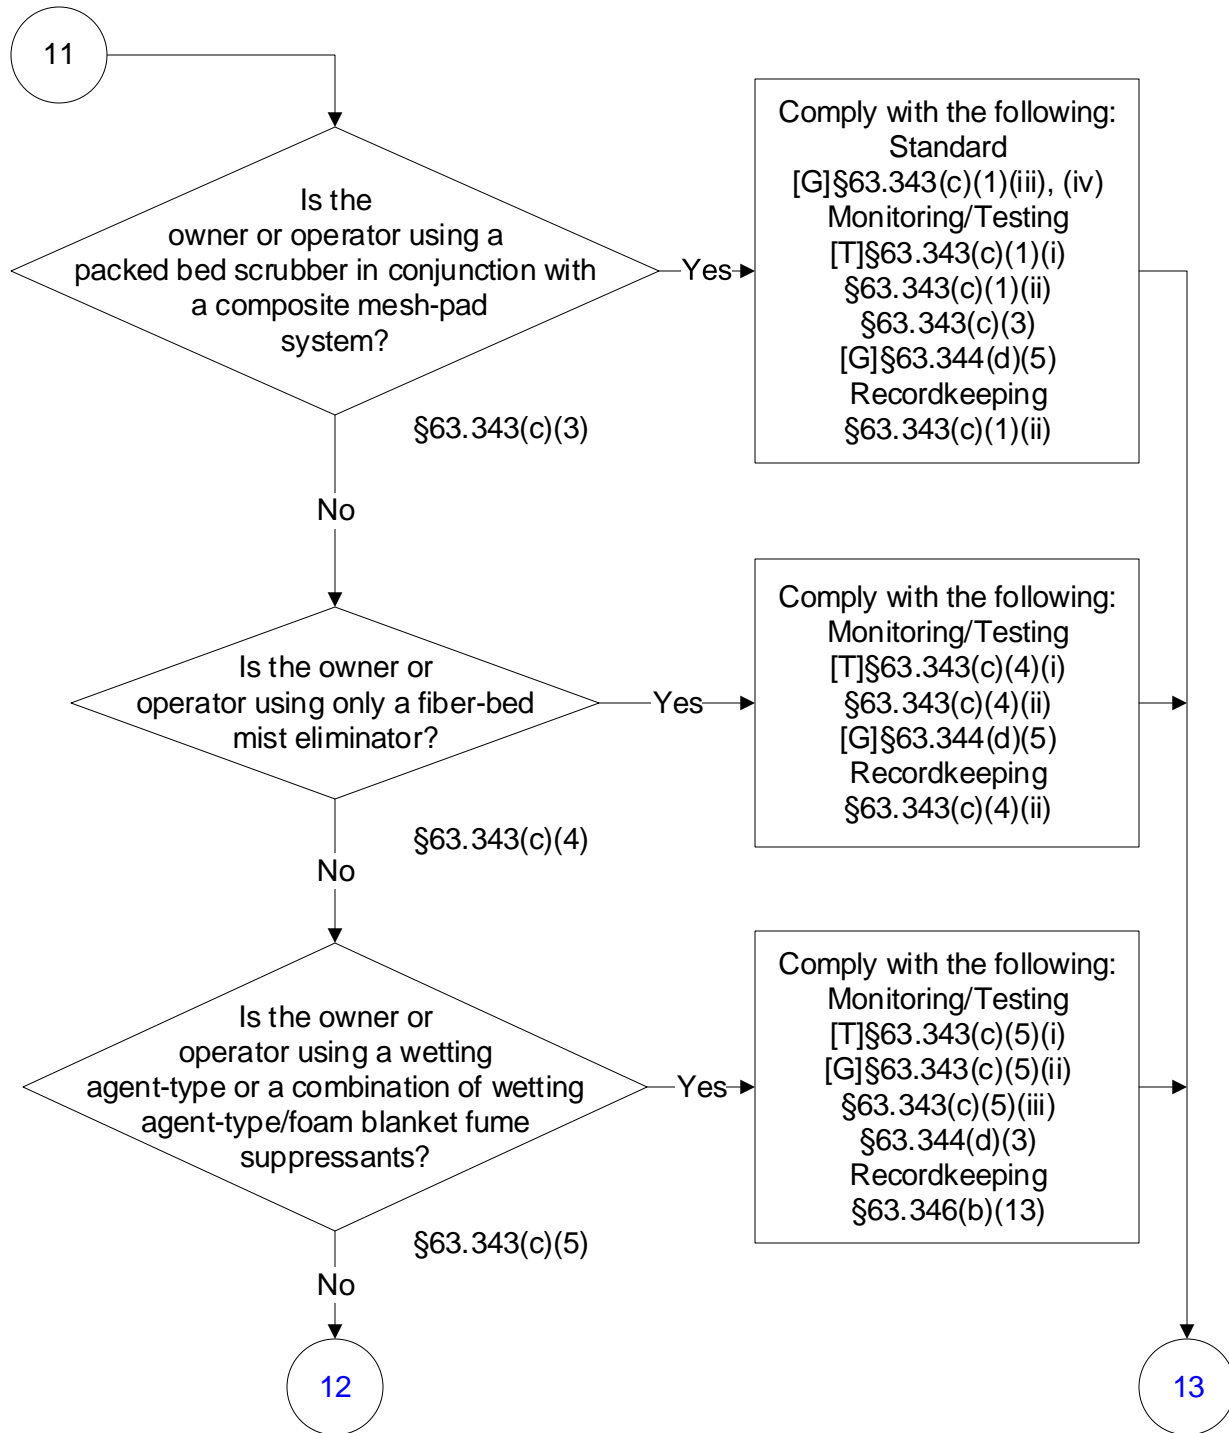 11
Is the
owner or operator using a
packed bed scrubber in conjunction with
a composite mesh-pad
system?
Yes
Comply with the following:
Standard
[G]§63.343(c)(1)(iii), (iv)
Monitoring/Testing
[T]§63.343(c)(1)(i)
§63.343(c)(1)(ii)
§63.343(c)(3)
[G]§63.344(d)(5)
Recordkeeping
§63.343(c)(1)(ii)
§63.343(c)(3)
No
Is the owner or
operator using only a fiber-bed
mist eliminator?
Yes
Comply with the following:
Monitoring/Testing
[T]§63.343(c)(4)(i)
§63.343(c)(4)(ii)
[G]§63.344(d)(5)
Recordkeeping
§63.343(c)(4)(ii)
§63.343(c)(4)
No
Is the owner or
operator using a wetting
agent-type or a combination of wetting
agent-type/foam blanket fume
suppressants?
Yes
Comply with the following:
Monitoring/Testing
[T]§63.343(c)(5)(i)
[G]§63.343(c)(5)(ii)
§63.343(c)(5)(iii)
§63.344(d)(3)
Recordkeeping
§63.346(b)(13)
§63.343(c)(5)
No
12
13